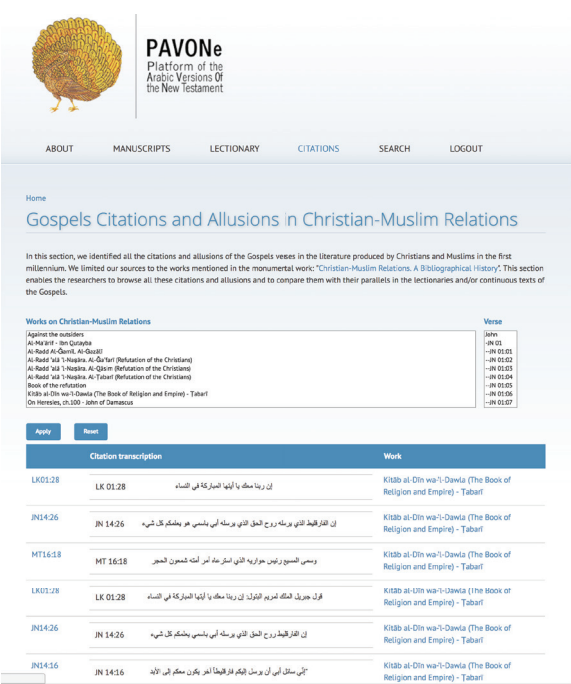 PAVONe
Platform of the
Arabic Versions Of
the New Testament
ABOUT MANUSCRIPTS LECTIONARY CITATIONS SEARCH LOGOUT
Home
Gospels Citations and Allusions in Christian-Muslim Relations
In this section, we identified all the citations and allusions of the Gospels veses in the literature produced by Christians and Muslims in the first
millennium. We limited our sources to the works mentioned in the monumertal work: "Christian-Muslim Relations. A Bibliographical History". This section
enables the researchers to browse all these citations and allusions and to conpare them with their parallels in the lectionaries and/or continuous texts of
the Gospels.
Works on Christian-Muslim Relations Verse
Against the outsiders
Al-Ma'ārif - Ibn Qutayba
Al-Radd Al-Ǧamīl, Al-Ġazālī
Al-Radd 'alā 'l-Naṣāra. Al-Ǧa'farī (Refutation of the Christians)
Al-Radd 'alā 'l-Naṣāra. Al-Qāsim (Refutation of the Christians)
Al-Radd 'alā 'l-Naṣāra. Al-Ṭabarī (Refutation of the Christians)
Book of the refutation
Kitāb al-Dīn wa-'l-Dawla (The Book of Religion and Empire) - Ṭabarī
On Heresies, ch.100 - John of Damascus
John
-JN 01
--JN 01:01
--JN 01:02
--JN 01:03
--JN 01:04
--JN 01:05
--JN 01:06
--JN 01:07
Apply Reset
Citation transcription Work
LK01:28 LK 01:28 إن ربنا معك يا أيتها المباركة في النساء Kitāb al-Dīn wa-'l-Dawla (The Book of
Religion and Empire) - Ṭabarī
JN14:26 JN 14:26 إن الفارقليط الذي يرسله روح الحق الذي يرسله أبي باسمي هو يعلمكم كل شيء Kitāb al-Dīn wa-'l-Dawla (The Book of
Religion and Empire) - Ṭabarī
MT16:18 MT 16:18 وسمى المسيح رئيس حواريه الذي استرعاه أمر أمته شمعون الحجر Kitāb al-Dīn wa-'l-Dawla (The Book of
Religion and Empire) - Ṭabarī
LK01:28 LK 01:28 قول جبريل الملك لمريم البتول: إن ربنا معك يا أيتها المباركة في النساء Kitāb al-Dīn wa-'l-Dawla (The Book of
Religion and Empire) - Ṭabarī
JN14:26 JN 14:26 إن الفارقليط روح الحق الذي يرسله أبي باسمي يعلمكم كل شيء Kitāb al-Dīn wa-'l-Dawla (The Book of
Religion and Empire) - Ṭabarī
JN14:16 JN 14:16 "إنّي سائل أبي أن يرسل إليكم فارقليطاً آخر يكون معكم إلى الأبد Kitāb al-Dīn wa-'l-Dawla (The Book of
Religion and Empire) - Ṭabarī